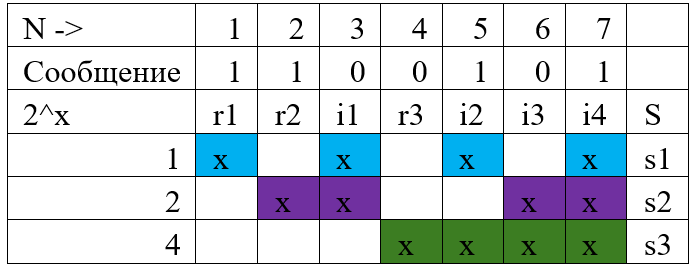 N -> 1 2 3 4 5 6 7
Сообщение 1 1 0 0 1 0 1
2^x r1 r2 i1 r3 i2 i3 i4 S
1 x x x x s1
2 x x x x s2
4 x x x x s3